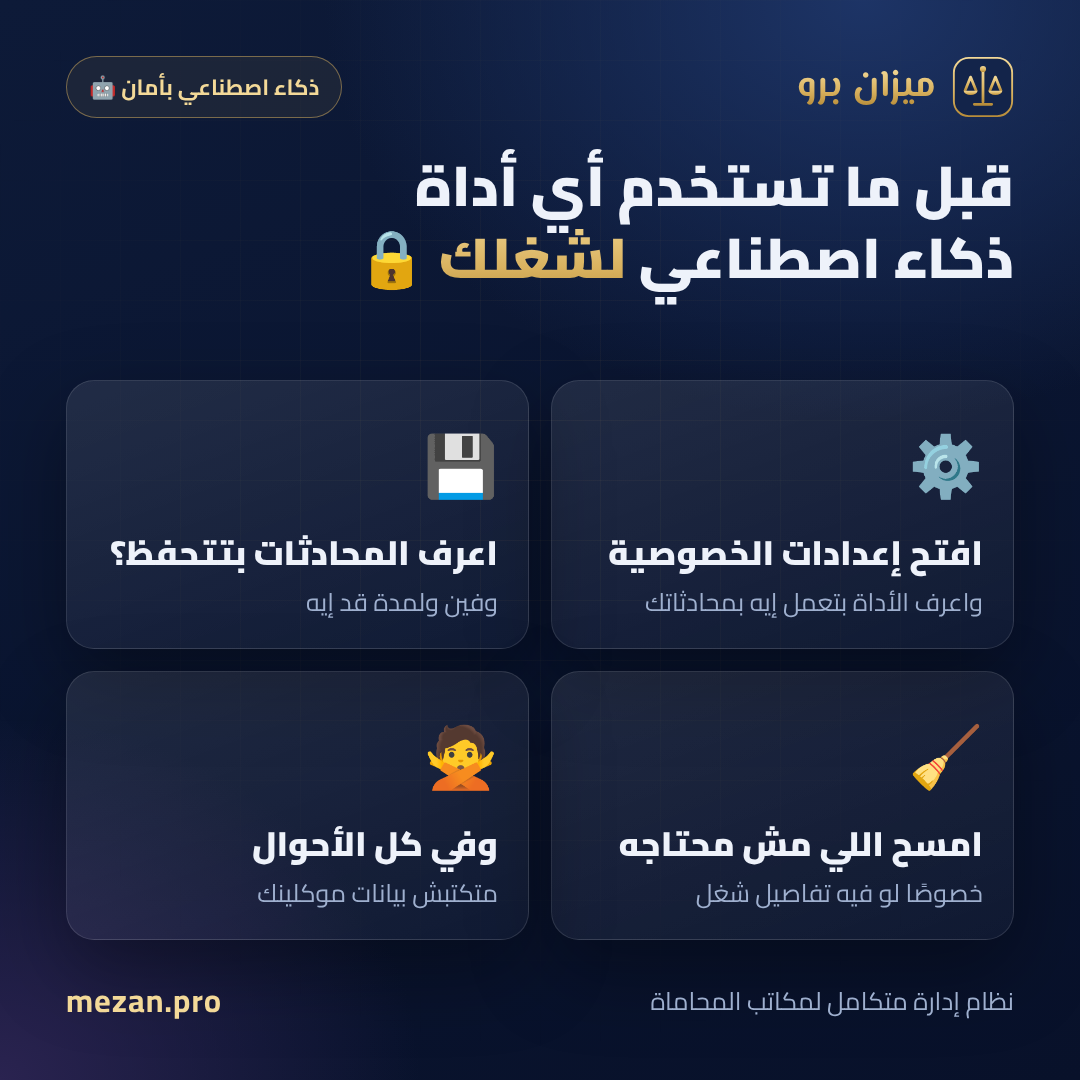 ميزان برو
ذكاء اصطناعي بأمان 🤖
قبل ما تستخدم أي أداة
ذكاء اصطناعي لشغلك 🔒
افتح إعدادات الخصوصية
واعرف الأداة بتعمل إيه بمحادثاتك
اعرف المحادثات بتتحفظ؟
وفين ولمدة قد إيه
امسح اللي مش محتاجه
خصوصًا لو فيه تفاصيل شغل
وفي كل الأحوال
متكتبش بيانات موكلينك
نظام إدارة متكامل لمكاتب المحاماة
mezan.pro